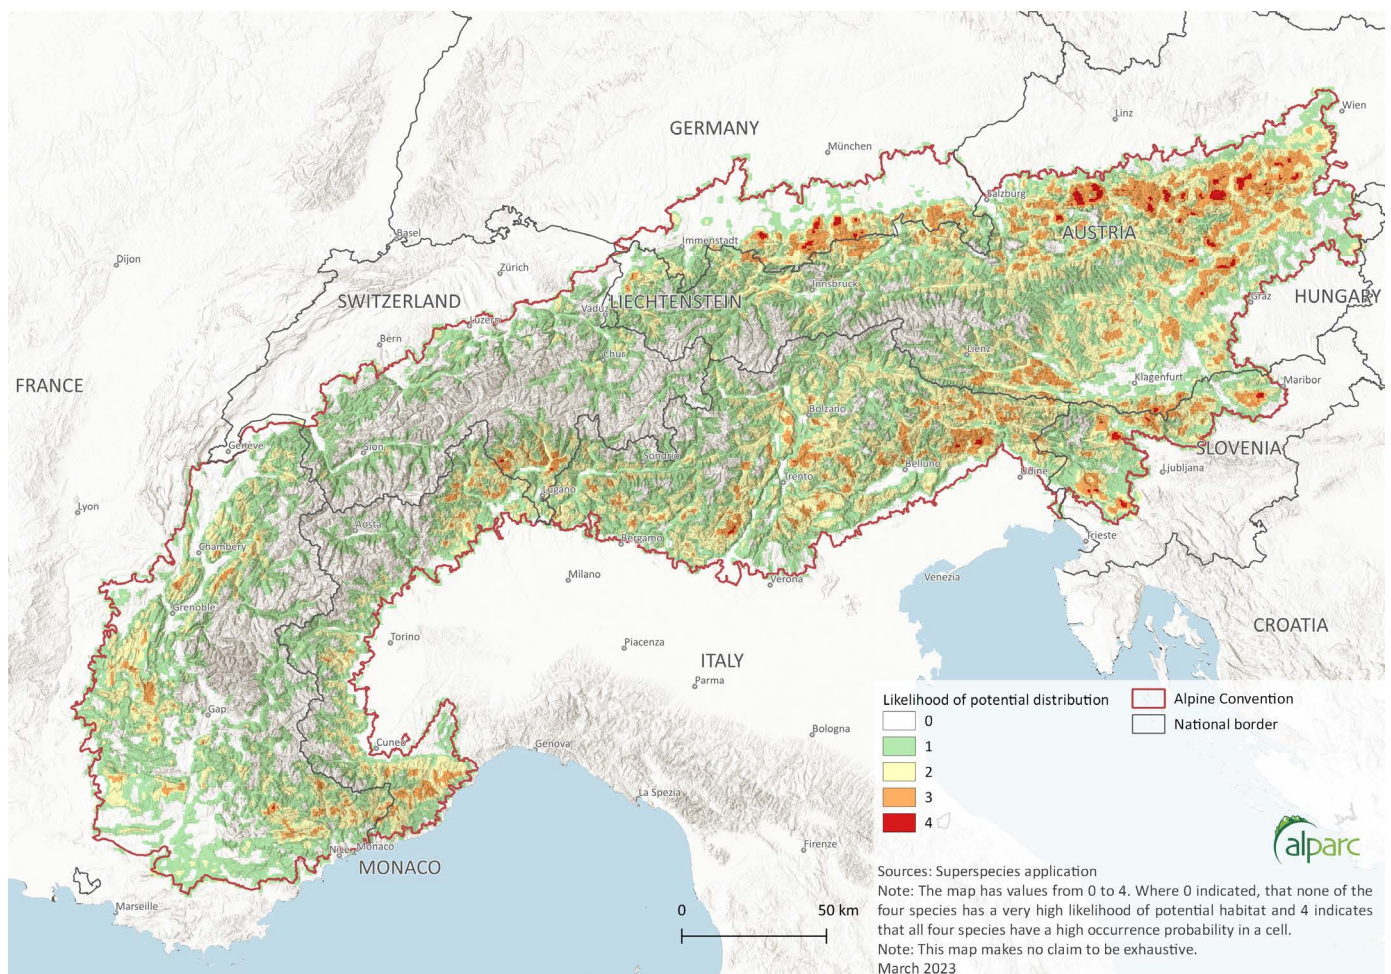 Wien
Linz
GERMANY
München
Salzburg
Basel
Immenstadt
AUSTRIA
Dijon
Zürich
Innsbruck
SWITZERLAND
LIECHTENSTEIN
Graz
HUNGARY
Vaduz
Luzern
Bern
Chur
Lienz
FRANCE
Klagenfurt
Maribor
Bolzano
Genève
Sion
Sondrio
SLOVENIA
Belluno
Ljubljana
Udine
Trento
Lugano
Lyon
Aosta
Chambery
Bergamo
Trieste
Milano
Verona
Venezia
Grenoble
CROATIA
Torino
Piacenza
ITALY
Parma
Gap
Cuneo
Genova
Bologna
La Spezia
Nice
Monaco
MONACO
Firenze
Marseille
Likelihood of potential distribution
0
1
2
3
4
Alpine Convention
National border
alparc
0 50 km
Sources: Superspecies application
Note: The map has values from 0 to 4. Where 0 indicated, that none of the
four species has a very high likelihood of potential habitat and 4 indicates
that all four species have a high occurrence probability in a cell.
Note: This map makes no claim to be exhaustive.
March 2023